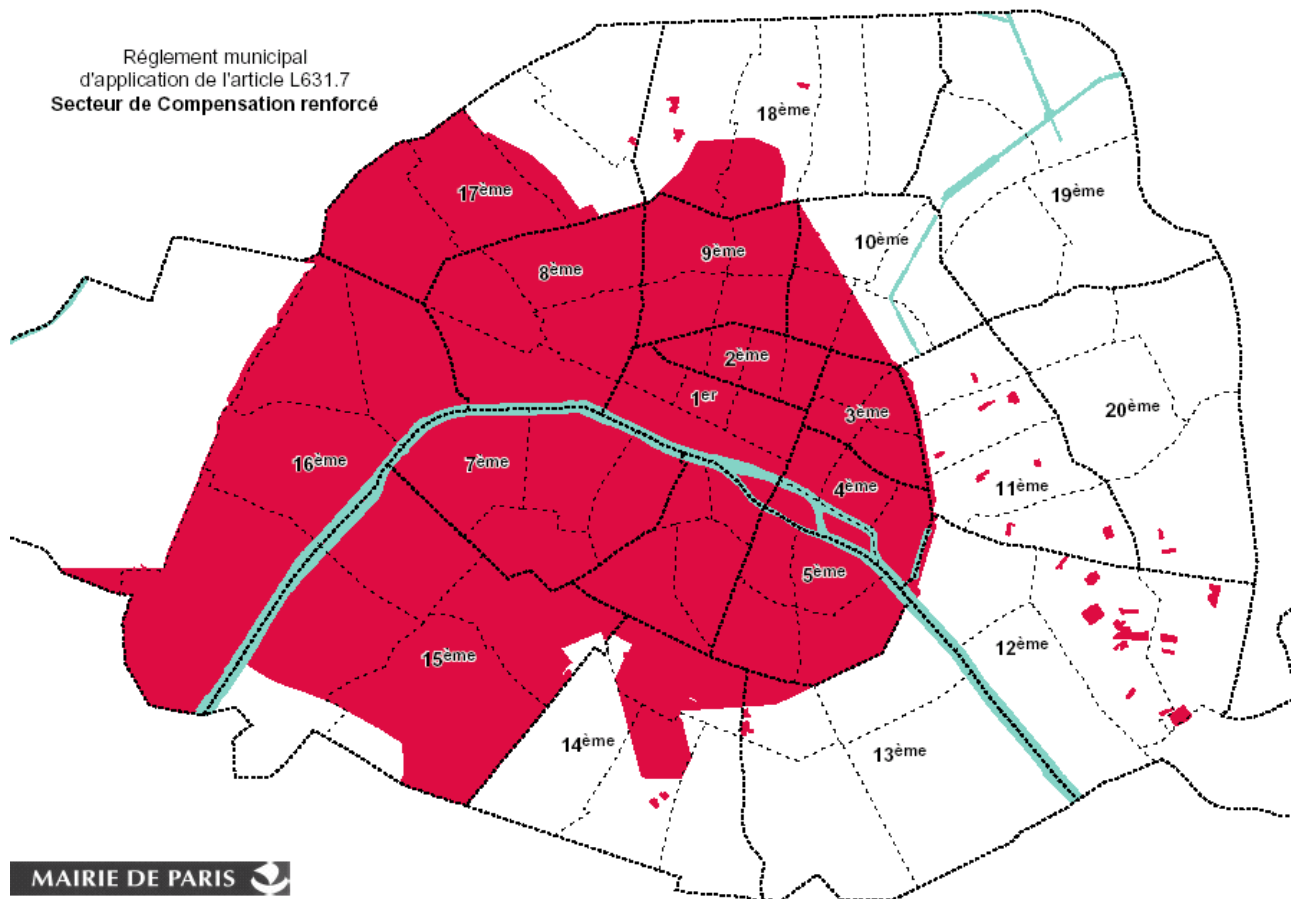 Réglement municipal
d'application de l'article L631.7
Secteur de Compensation renforcé
18ème
17ème
19ème
10ème
9ème
8ème
2ème
1er
3ème
20ème
16ème
7ème
4ème
11ème
5ème
12ème
15ème
14ème
13ème
MAIRIE DE PARIS